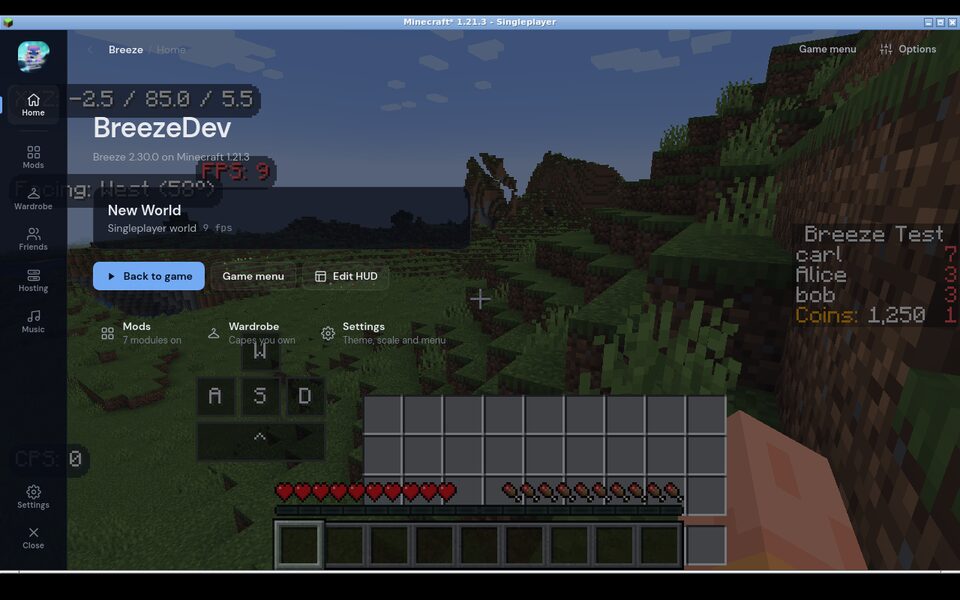 Minecraft* 1.21.3 - Singleplayer
Breeze / Home
Game menu
Options
Home
-2.5 / 85.0 / 5.5
BreezeDev
Breeze 2.30.0 on Minecraft 1.21.3
FPS: 9
Mods
Facing: West (589)
Wardrobe
New World
Singleplayer world 9 fps
Friends
Breeze Test
carl 7
Alice 3
bob 3
Coins: 1,250 1
Hosting
Back to game
Game menu
Edit HUD
Music
Mods
7 modules on
Wardrobe
Capes you own
Settings
Theme, scale and menu
W
A S D
^
CPS: 0
Settings
Close